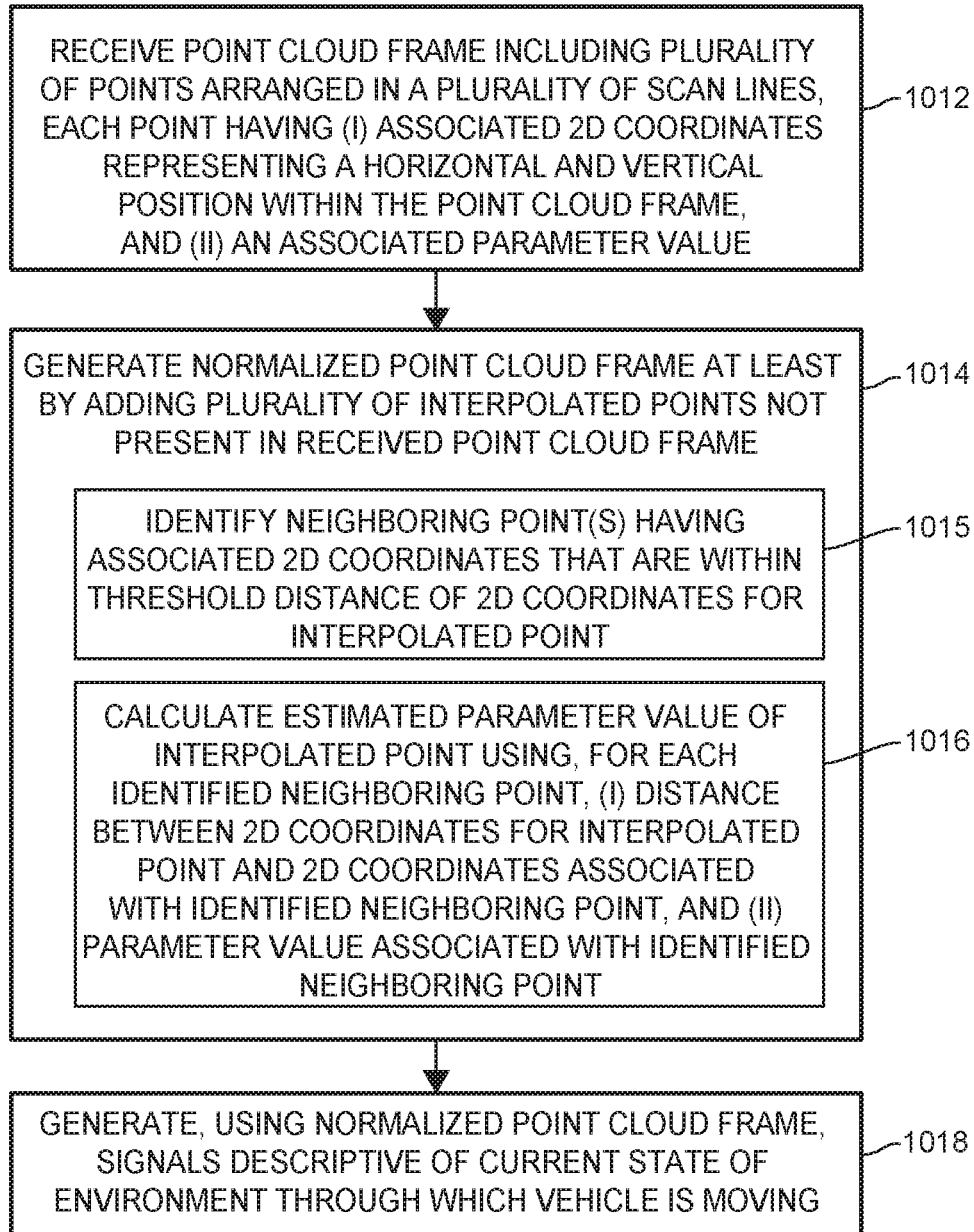 RECEIVE POINT CLOUD FRAME INCLUDING PLURALITY
OF POINTS ARRANGED IN A PLURALITY OF SCAN LINES,
EACH POINT HAVING (I) ASSOCIATED 2D COORDINATES
REPRESENTING A HORIZONTAL AND VERTICAL
POSITION WITHIN THE POINT CLOUD FRAME,
AND (II) AN ASSOCIATED PARAMETER VALUE
1012
GENERATE NORMALIZED POINT CLOUD FRAME AT LEAST
BY ADDING PLURALITY OF INTERPOLATED POINTS NOT
PRESENT IN RECEIVED POINT CLOUD FRAME
1014
IDENTIFY NEIGHBORING POINT(S) HAVING
ASSOCIATED 2D COORDINATES THAT ARE WITHIN
THRESHOLD DISTANCE OF 2D COORDINATES FOR
INTERPOLATED POINT
1015
CALCULATE ESTIMATED PARAMETER VALUE OF
INTERPOLATED POINT USING, FOR EACH
IDENTIFIED NEIGHBORING POINT, (I) DISTANCE
BETWEEN 2D COORDINATES FOR INTERPOLATED
POINT AND 2D COORDINATES ASSOCIATED
WITH IDENTIFIED NEIGHBORING POINT, AND (II)
PARAMETER VALUE ASSOCIATED WITH IDENTIFIED
NEIGHBORING POINT
1016
GENERATE, USING NORMALIZED POINT CLOUD FRAME,
SIGNALS DESCRIPTIVE OF CURRENT STATE OF
ENVIRONMENT THROUGH WHICH VEHICLE IS MOVING
1018